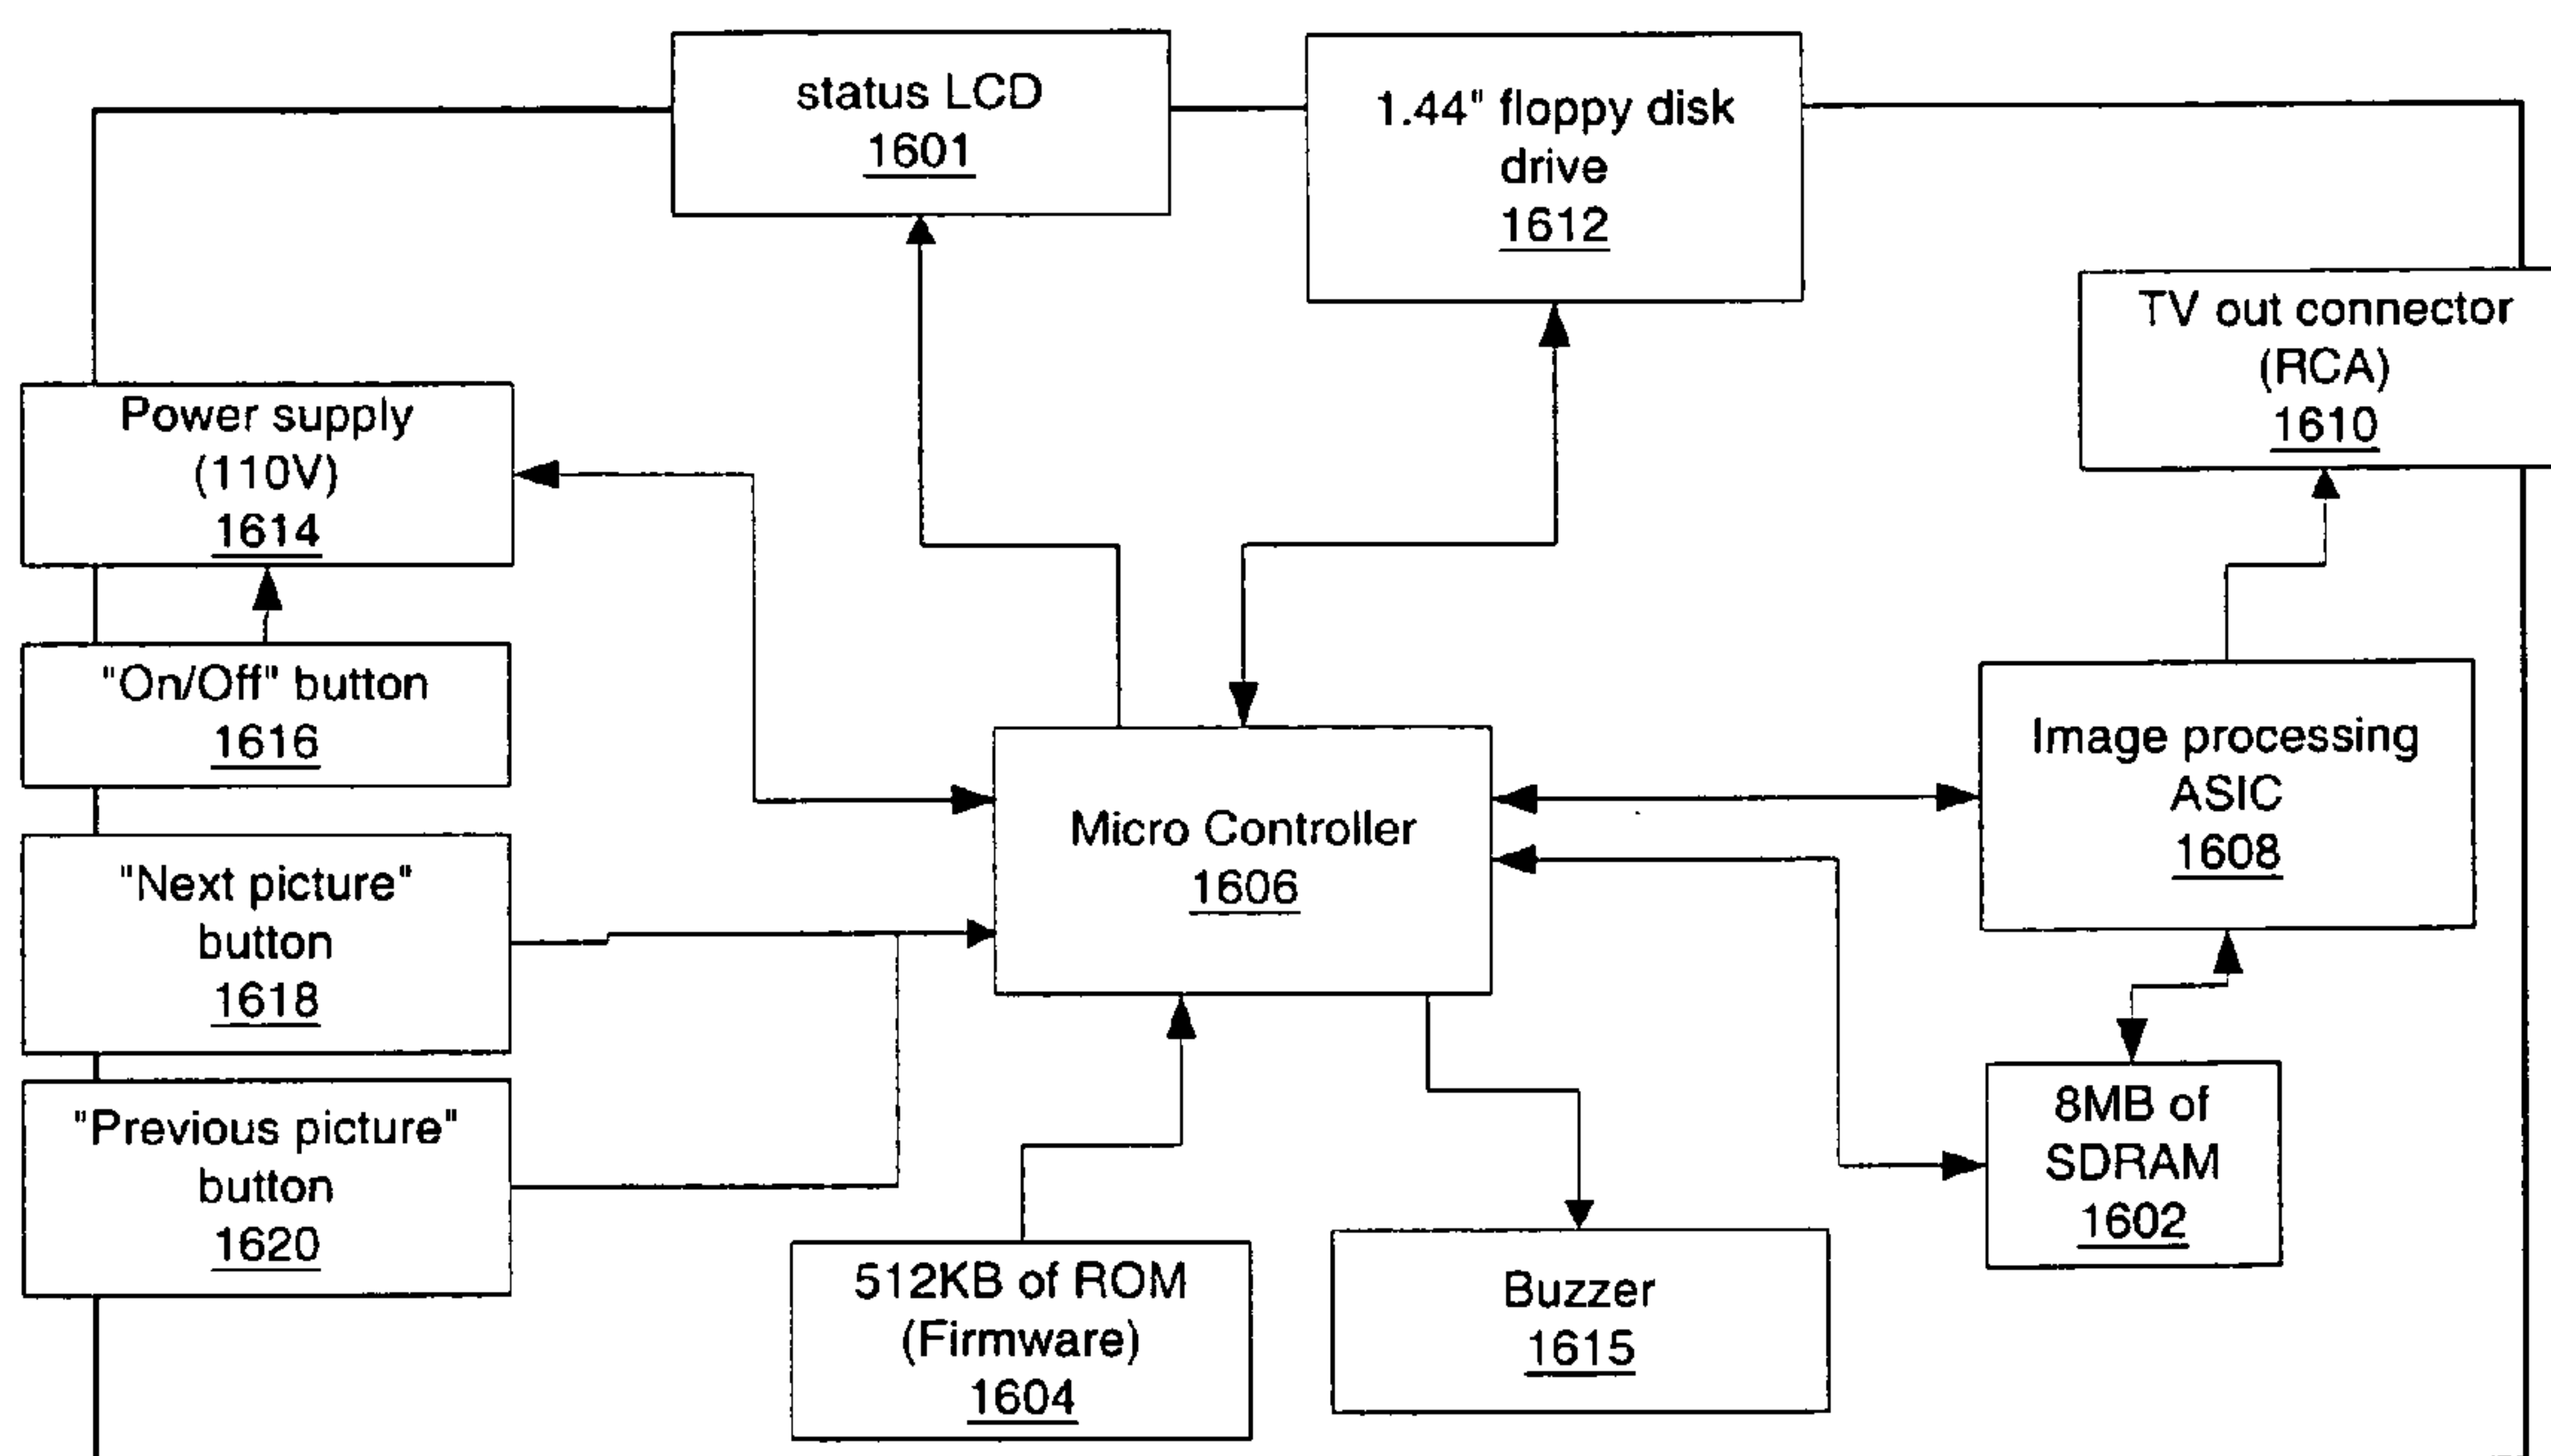 status LCD
1601
1.44" floppy disk
drive
1612
TV out connector
(RCA)
1610
Power supply
(110V)
1614
"On/Off" button
1616
"Next picture"
button
1618
"Previous picture"
button
1620
Micro Controller
1606
Image processing
ASIC
1608
8MB of
SDRAM
1602
512KB of ROM
(Firmware)
1604
Buzzer
1615